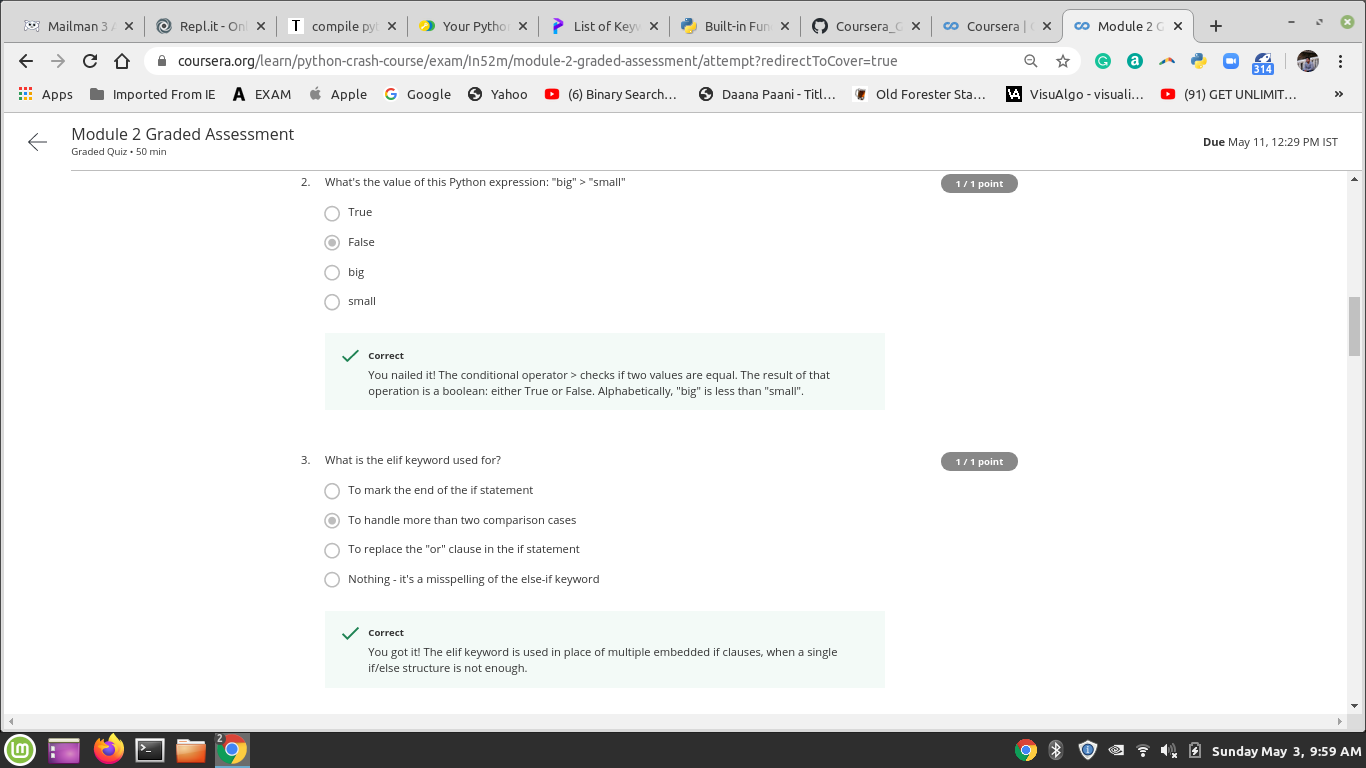 Mailman 3 A
Repl.it - Onl
compile pyt
Your Python
List of Keyw
Built-in Fun
Coursera_G
Coursera | C
Module 2 G
coursera.org/learn/python-crash-course/exam/In52m/module-2-graded-assessment/attempt?redirectToCover=true
314
Apps
Imported From IE
EXAM
Apple
Google
Yahoo
(6) Binary Search...
Daana Paani - Titl...
Old Forester Sta...
VisuAlgo - visuali...
(91) GET UNLIMIT...
»
Module 2 Graded Assessment
Graded Quiz • 50 min
Due May 11, 12:29 PM IST
2. What's the value of this Python expression: "big" > "small"
1 / 1 point
True
False
big
small
Correct
You nailed it! The conditional operator > checks if two values are equal. The result of that
operation is a boolean: either True or False. Alphabetically, "big" is less than "small".
3. What is the elif keyword used for?
1 / 1 point
To mark the end of the if statement
To handle more than two comparison cases
To replace the "or" clause in the if statement
Nothing - it's a misspelling of the else-if keyword
Correct
You got it! The elif keyword is used in place of multiple embedded if clauses, when a single
if/else structure is not enough.
2
Sunday May 3, 9:59 AM